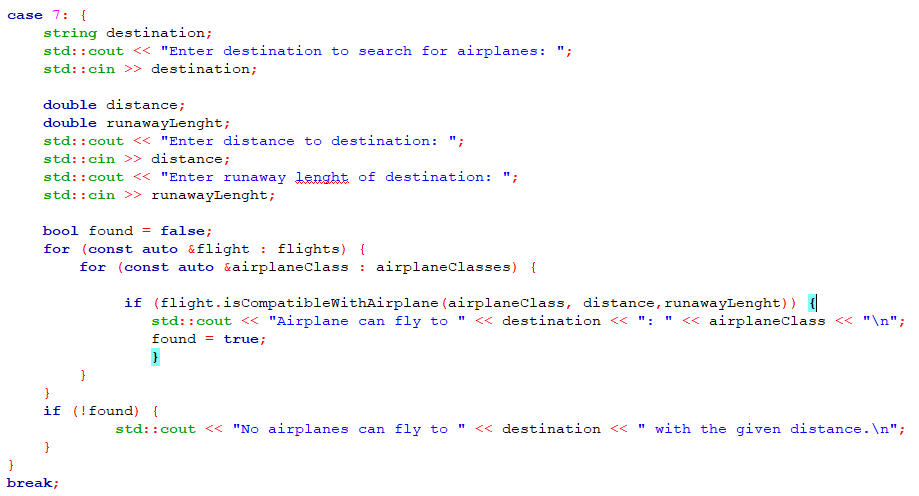 case 7: {
string destination;
std::cout << "Enter destination to search for airplanes: ";
std::cin >> destination;
double distance;
double runawayLenght;
std::cout << "Enter distance to destination: ";
std::cin >> distance;
std::cout << "Enter runaway lenght of destination: ";
std::cin >> runawayLenght;
bool found = false;
for (const auto &flight : flights) {
for (const auto &airplaneClass : airplaneClasses) {
if (flight.isCompatibleWithAirplane(airplaneClass, distance,runawayLenght)) {
std::cout << "Airplane can fly to " << destination << ": " << airplaneClass << "\n";
found = true;
}
}
}
if (!found) {
std::cout << "No airplanes can fly to " << destination << " with the given distance.\n";
}
}
break;